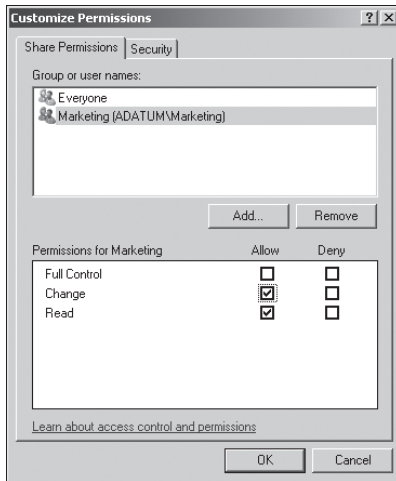 Customize Permissions
Share Permissions Security
Group or user names:
Everyone
Marketing (ADATUM\Marketing)
Add... Remove
Permissions for Marketing Allow Deny
Full Control
Change
Read
Learn about access control and permissions
OK Cancel